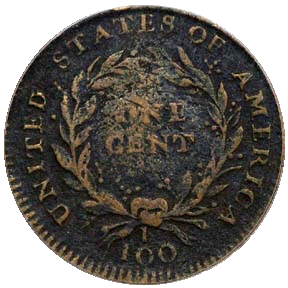 UNITED STATES OF AMERICA
ONE
CENT
1
100